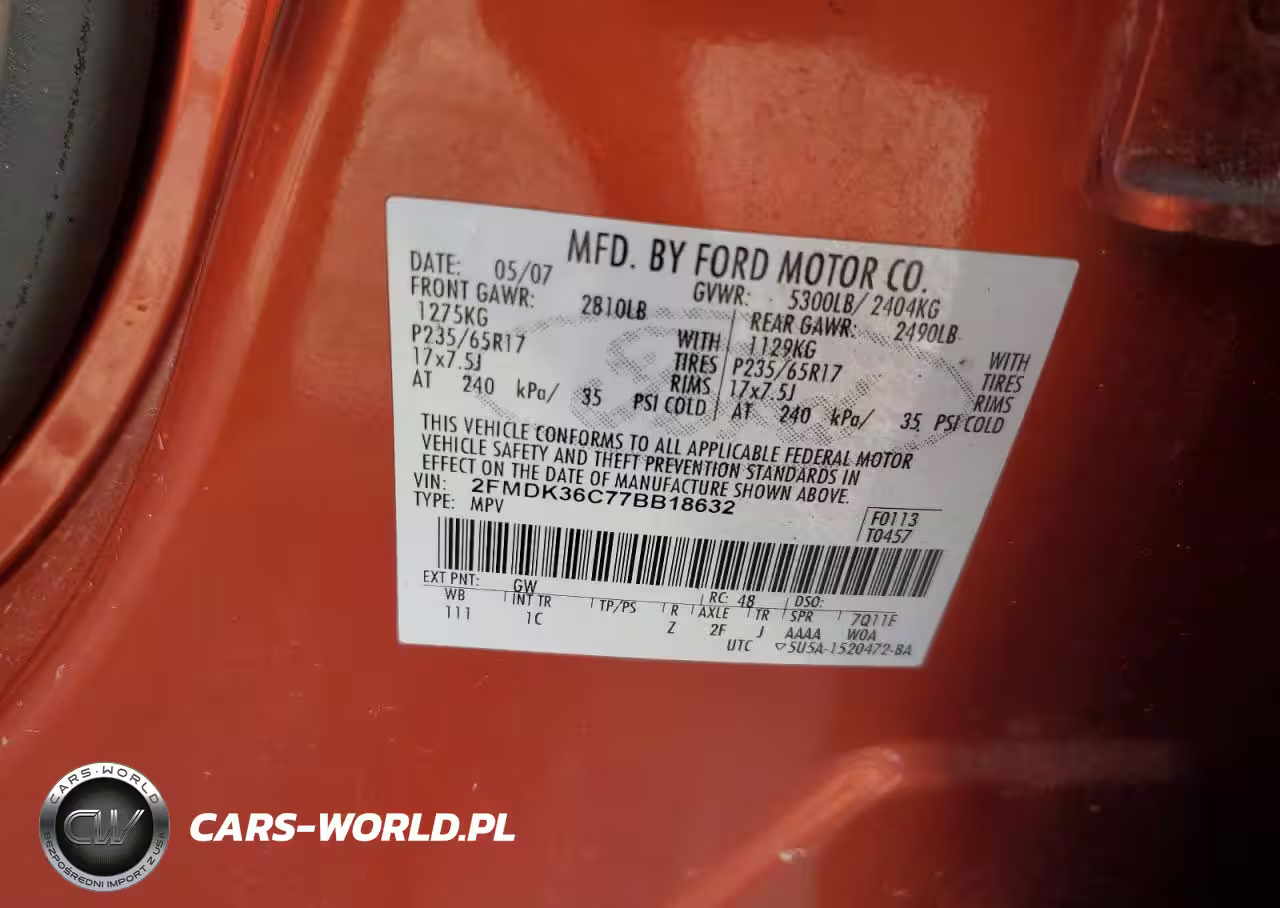 MFD. BY FORD MOTOR CO.
DATE: 05/07 GVWR: 5300LB/ 2404KG
FRONT GAWR: 2810LB REAR GAWR: 2490LB
1275KG WITH 1129KG WITH
P235/65R17 TIRES P235/65R17 TIRES
17x7.5J RIMS 17x7.5J RIMS
AT 240 kPa/ 35 PSI COLD AT 240 kPa/ 35 PSI COLD
THIS VEHICLE CONFORMS TO ALL APPLICABLE FEDERAL MOTOR
VEHICLE SAFETY AND THEFT PREVENTION STANDARDS IN
EFFECT ON THE DATE OF MANUFACTURE SHOWN ABOVE.
VIN: 2FMDK36C77BB18632
TYPE: MPV
F0113
T0457
EXT PNT: GW RC: 48 DSO:
WB INT TR TP/PS R AXLE TR SPR 7Q11F
111 1C Z 2F J AAAA W0A
UTC 5U5A-1520472-BA
CARS-WORLD
CW
BEZPOŚREDNI IMPORT Z USA
CARS-WORLD.PL